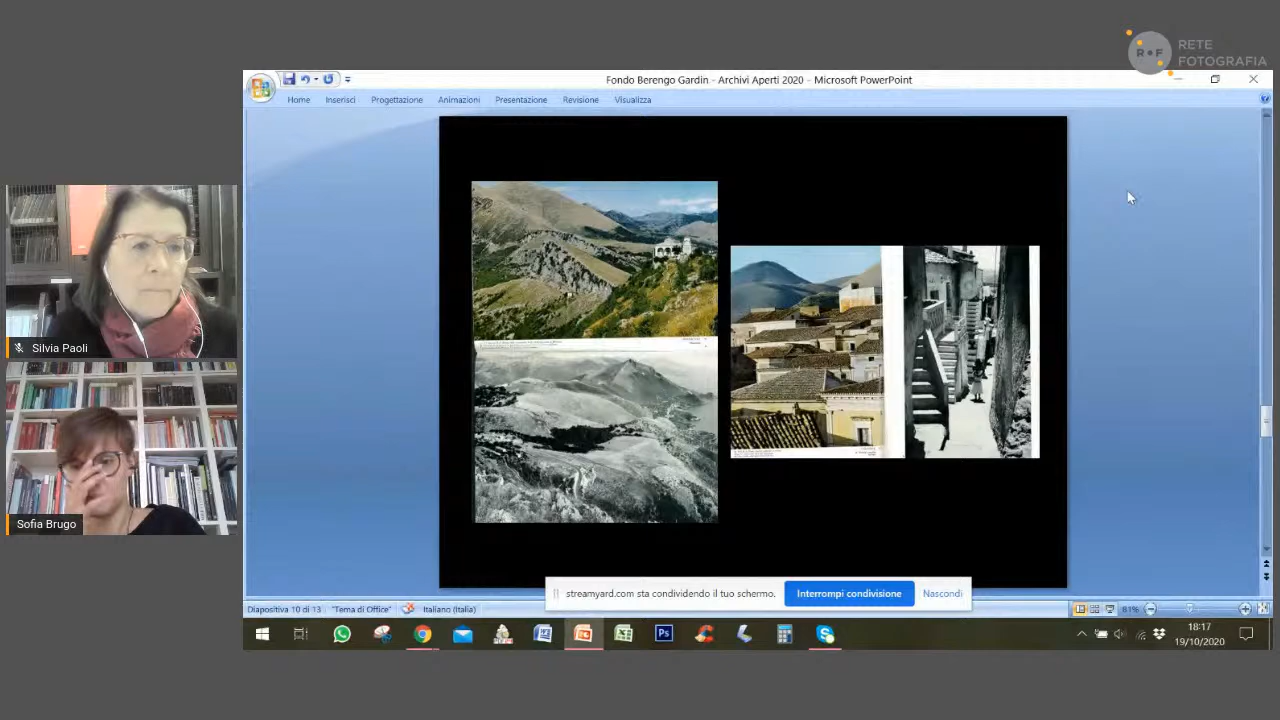 RETE
R F FOTOGRAFIA
Fondo Berengo Gardin - Archivi Aperti 2020 - Microsoft PowerPoint
Home Inserisci Progettazione Animazioni Presentazione Revisione Visualizza
Silvia Paoli
Sofia Brugo
streamyard.com sta condividendo il tuo schermo. Interrompi condivisione Nascondi
Diapositiva 10 di 13 "Tema di Office" Italiano (Italia) 81%
Ps
18:17
19/10/2020